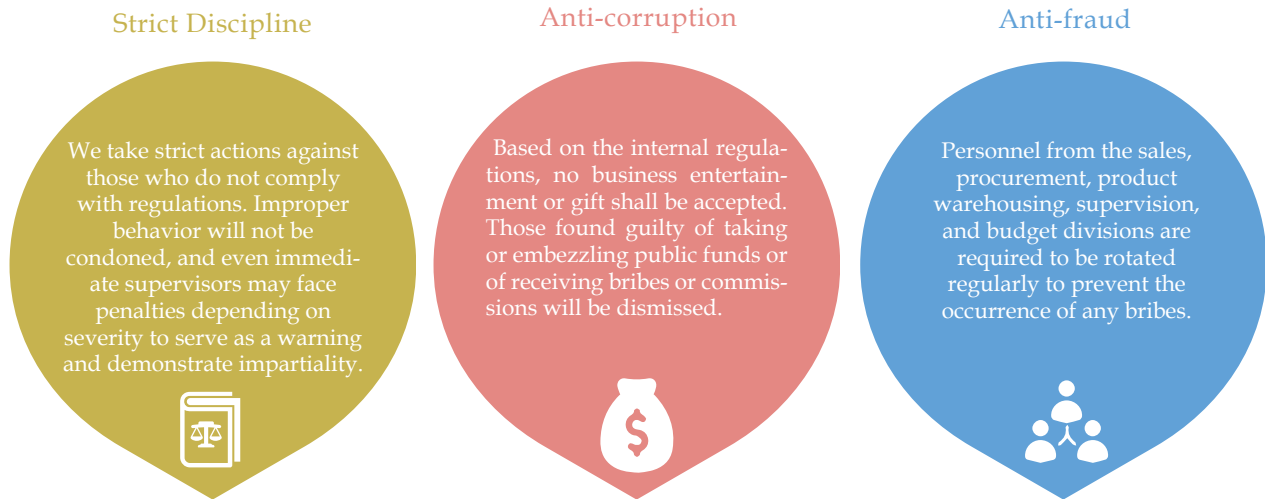 Strict Discipline
We take strict actions against
those who do not comply
with regulations. Improper
behavior will not be
condoned, and even immedi-
ate supervisors may face
penalties depending on
severity to serve as a warning
and demonstrate impartiality.
Anti-corruption
Based on the internal regula-
tions, no business entertain-
ment or gift shall be accepted.
Those found guilty of taking
or embezzling public funds or
of receiving bribes or commis-
sions will be dismissed.
$
Anti-fraud
Personnel from the sales,
procurement, product
warehousing, supervision,
and budget divisions are
required to be rotated
regularly to prevent the
occurrence of any bribes.